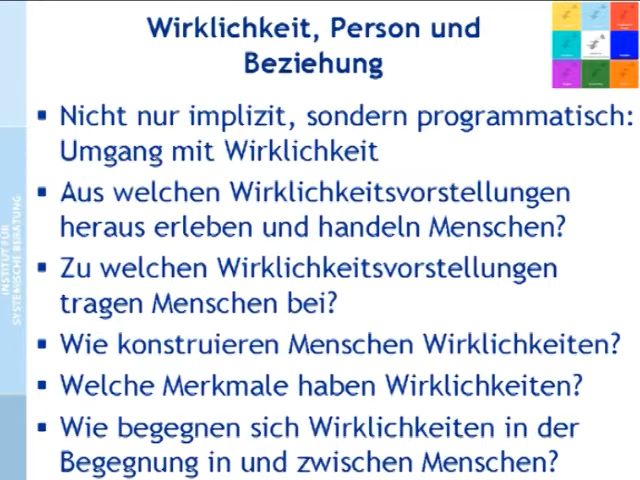 Wirklichkeit, Person und
Beziehung
▪ Nicht nur implizit, sondern programmatisch:
Umgang mit Wirklichkeit
▪ Aus welchen Wirklichkeitsvorstellungen
heraus erleben und handeln Menschen?
▪ Zu welchen Wirklichkeitsvorstellungen
tragen Menschen bei?
▪ Wie konstruieren Menschen Wirklichkeiten?
▪ Welche Merkmale haben Wirklichkeiten?
▪ Wie begegnen sich Wirklichkeiten in der
Begegnung in und zwischen Menschen?
INSTITUT FÜR
SYSTEMISCHE BERATUNG